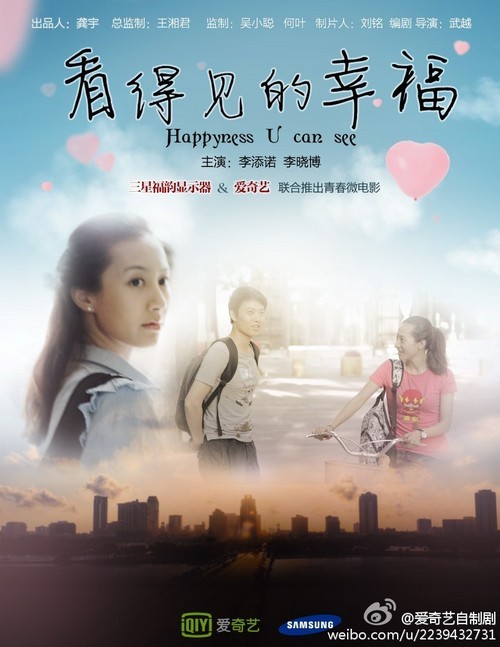 出品人：龚宇 总监制：王湘君 监制：吴小聪 何叶 制片人：刘铭 编剧 导演：武越
看得见的幸福
Happyness U can see
主演：李添诺 李晓博
三星福韵显示器 & 爱奇艺 联合推出青春微电影
iQIYI 爱奇艺 SAMSUNG
@爱奇艺自制剧
weibo.com/u/2239432731